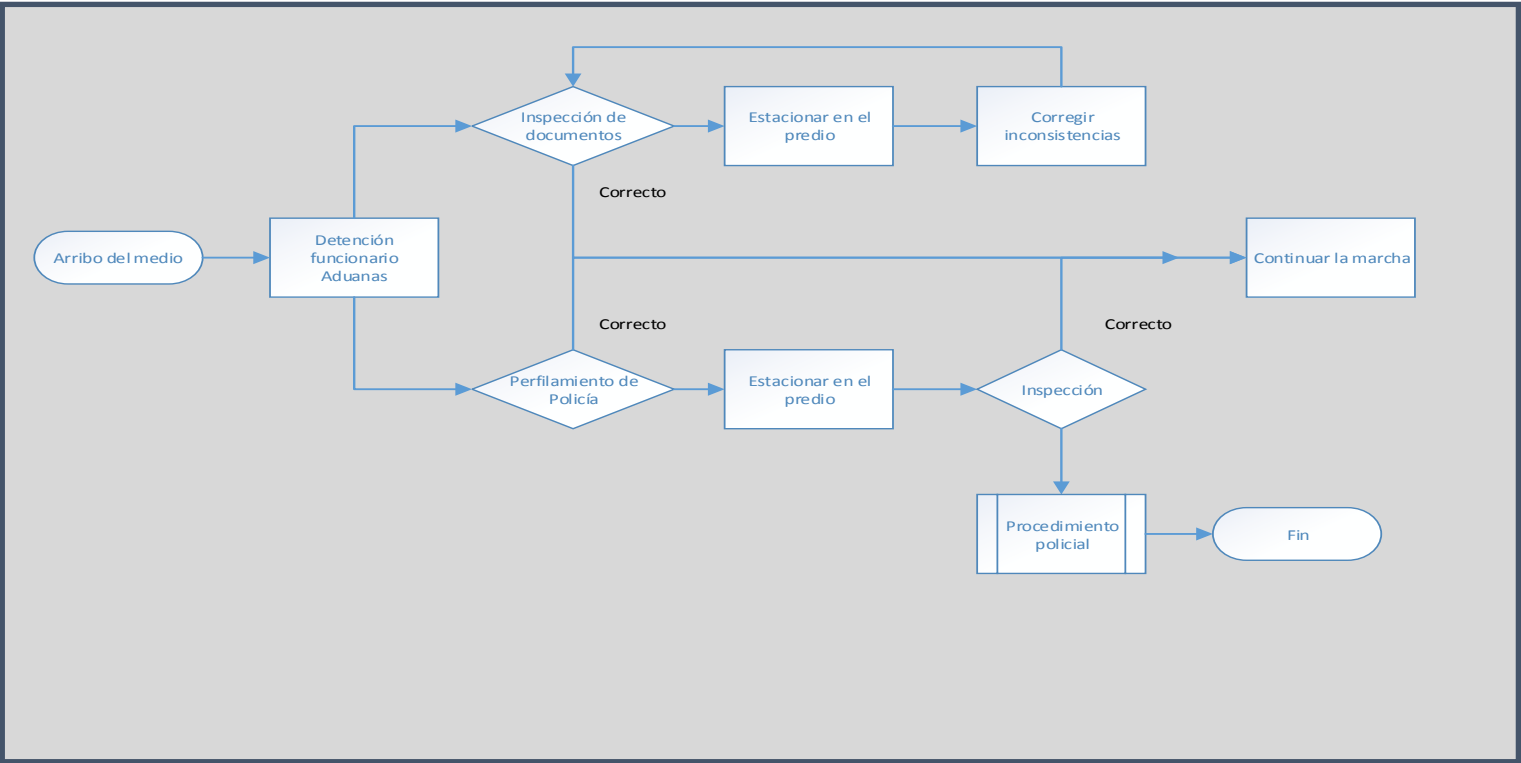 Inspección de
documentos
Estacionar en el
predio
Corregir
inconsistencias
Correcto
Arribo del medio
Detención
funcionario
Aduanas
Continuar la marcha
Correcto
Correcto
Perfilamiento de
Policía
Estacionar en el
predio
Inspección
Procedimiento
policial
Fin